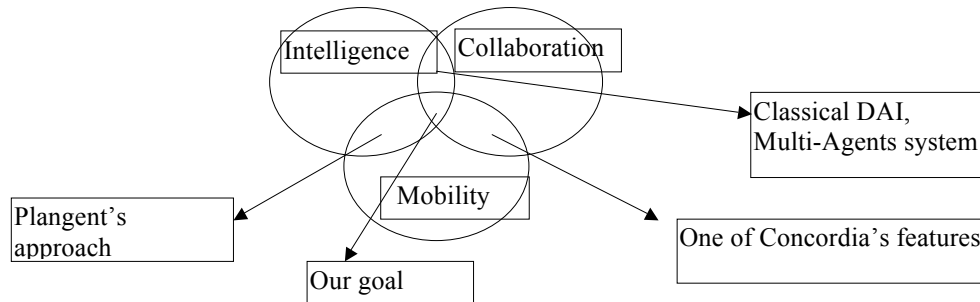 Intelligence
Collaboration
Classical DAI,
Multi-Agents system
Mobility
Plangent's
approach
One of Concordia's features
Our goal